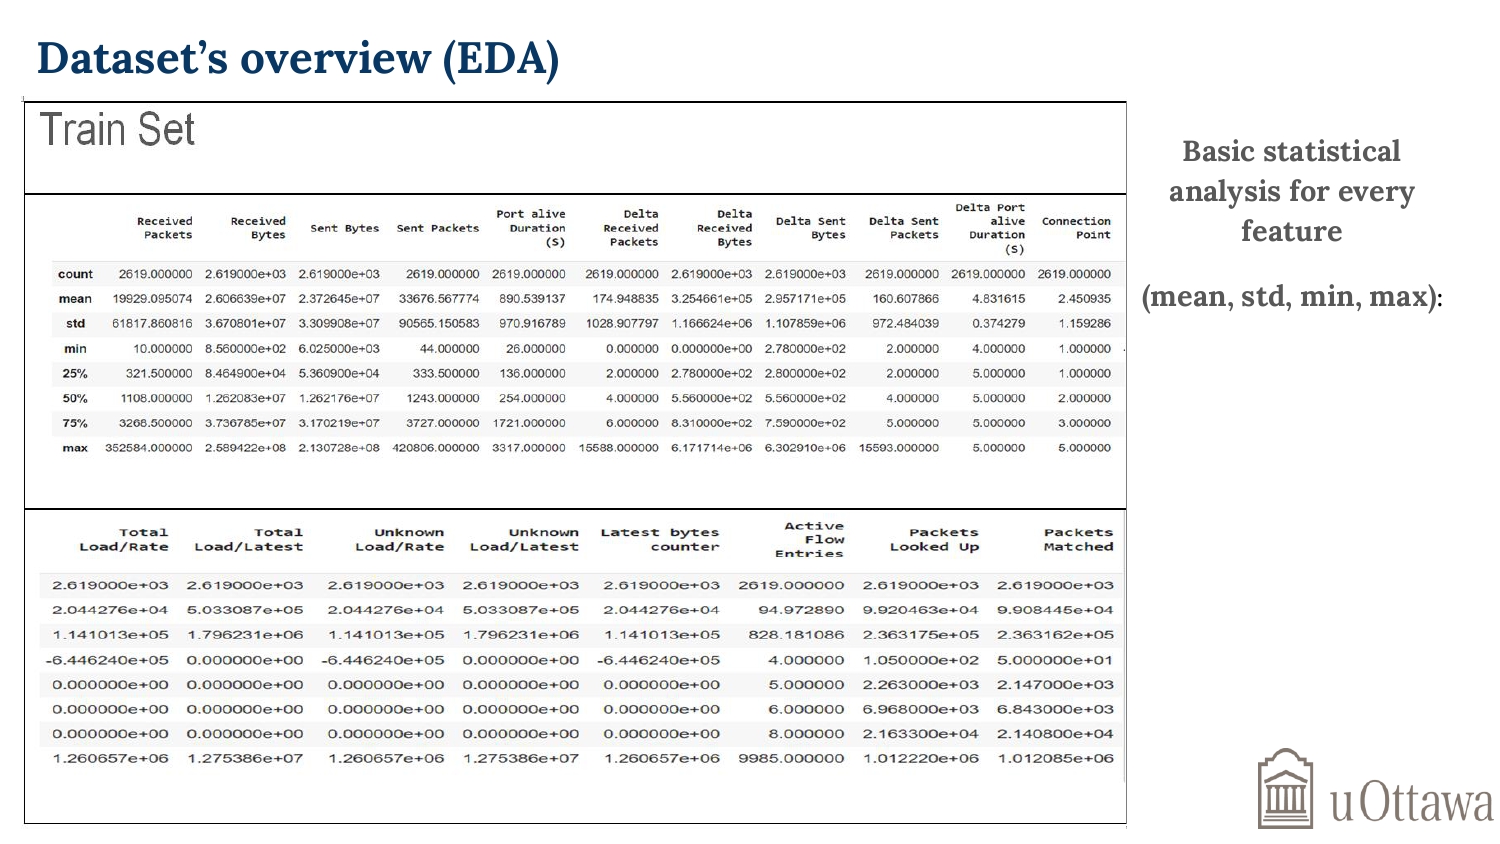 Dataset’s overview (EDA)
Train Set
Basic statistical
analysis for every
feature
(mean, std, min, max):
Received Packets Received Bytes Sent Bytes Sent Packets Port alive Duration (S) Delta Received Packets Delta Received Bytes Delta Sent Bytes Delta Sent Packets Delta Port alive Duration (S) Connection Point
count 2619.000000 2.619000e+03 2.619000e+03 2619.000000 2619.000000 2619.000000 2.619000e+03 2.619000e+03 2619.000000 2619.000000 2619.000000
mean 19929.095074 2.606639e+07 2.372645e+07 33676.567774 890.539137 174.948835 3.254661e+05 2.957171e+05 160.607866 4.831615 2.450935
std 61817.860816 3.670801e+07 3.309908e+07 90565.150583 970.916789 1028.907797 1.166624e+06 1.107859e+06 972.484039 0.374279 1.159286
min 10.000000 8.560000e+02 6.025000e+03 44.000000 26.000000 0.000000 0.000000e+00 2.780000e+02 2.000000 4.000000 1.000000
25% 321.500000 8.464900e+04 5.360900e+04 333.500000 136.000000 2.000000 2.780000e+02 2.800000e+02 2.000000 5.000000 1.000000
50% 1108.000000 1.262083e+07 1.262176e+07 1243.000000 254.000000 4.000000 5.560000e+02 5.560000e+02 4.000000 5.000000 2.000000
75% 3268.500000 3.736785e+07 3.170219e+07 3727.000000 1721.000000 6.000000 8.310000e+02 7.590000e+02 5.000000 5.000000 3.000000
max 352584.000000 2.589422e+08 2.130728e+08 420806.000000 3317.000000 15588.000000 6.171714e+06 6.302910e+06 15593.000000 5.000000 5.000000
Total Load/Rate Total Load/Latest Unknown Load/Rate Unknown Load/Latest Latest bytes counter Active Flow Entries Packets Looked Up Packets Matched
2.619000e+03 2.619000e+03 2.619000e+03 2.619000e+03 2.619000e+03 2619.000000 2.619000e+03 2.619000e+03
2.044276e+04 5.033087e+05 2.044276e+04 5.033087e+05 2.044276e+04 94.972890 9.920463e+04 9.908445e+04
1.141013e+05 1.796231e+06 1.141013e+05 1.796231e+06 1.141013e+05 828.181086 2.363175e+05 2.363162e+05
-6.446240e+05 0.000000e+00 -6.446240e+05 0.000000e+00 -6.446240e+05 4.000000 1.050000e+02 5.000000e+01
0.000000e+00 0.000000e+00 0.000000e+00 0.000000e+00 0.000000e+00 5.000000 2.263000e+03 2.147000e+03
0.000000e+00 0.000000e+00 0.000000e+00 0.000000e+00 0.000000e+00 6.000000 6.968000e+03 6.843000e+03
0.000000e+00 0.000000e+00 0.000000e+00 0.000000e+00 0.000000e+00 8.000000 2.163300e+04 2.140800e+04
1.260657e+06 1.275386e+07 1.260657e+06 1.275386e+07 1.260657e+06 9985.000000 1.012220e+06 1.012085e+06
uOttawa